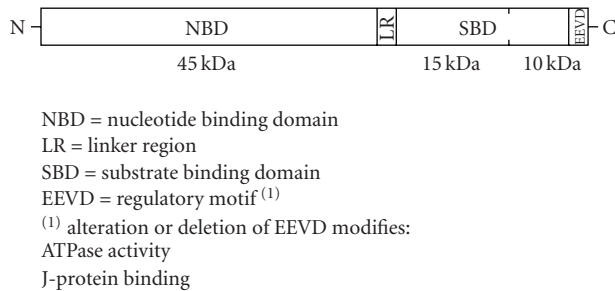 N NBD LR SBD EEVD C
45 kDa 15 kDa 10 kDa
NBD = nucleotide binding domain
LR = linker region
SBD = substrate binding domain
EEVD = regulatory motif (1)
(1) alteration or deletion of EEVD modifies:
ATPase activity
J-protein binding